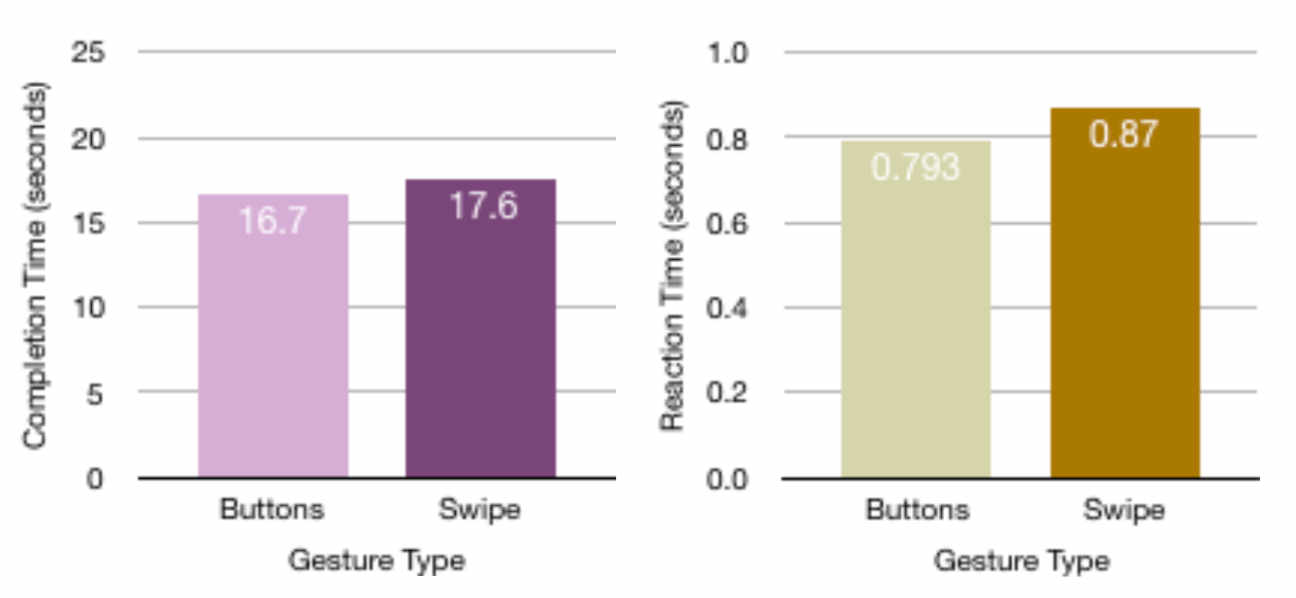 25
20
15
10
5
0
Completion Time (seconds)
16.7
17.6
Buttons
Swipe
Gesture Type
1.0
0.8
0.6
0.4
0.2
0.0
Reaction Time (seconds)
0.793
0.87
Buttons
Swipe
Gesture Type